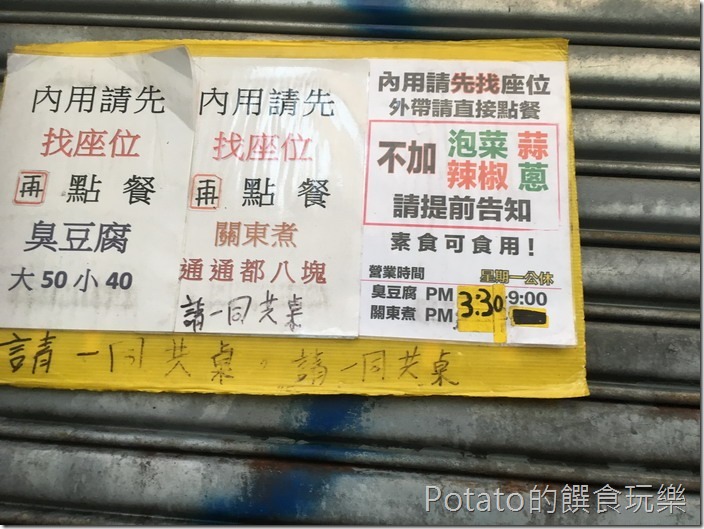 內用請先
找座位
再 點 餐
臭豆腐
大 50 小 40
內用請先
找座位
再 點 餐
關東煮
通通都八塊
請一同共桌
內用請先找座位
外帶請直接點餐
不加 泡菜 蒜
辣椒 蔥
請提前告知
素食可食用！
營業時間 星期一公休
臭豆腐 PM 3:30 -9:00
關東煮 PM
請一同共桌。請一同共桌
Potato的饌食玩樂